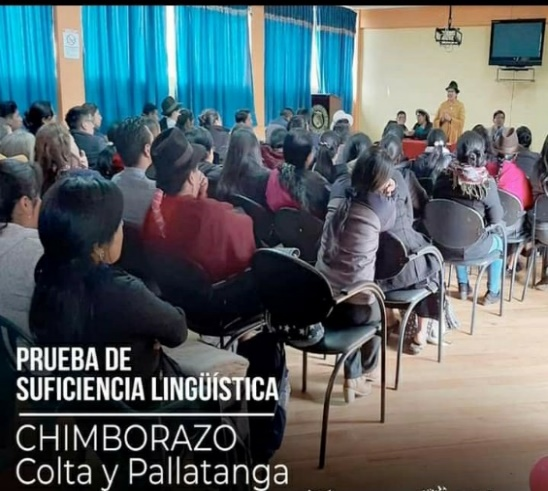 PRUEBA DE
SUFICIENCIA LINGÜÍSTICA
CHIMBORAZO
Colta y Pallatanga